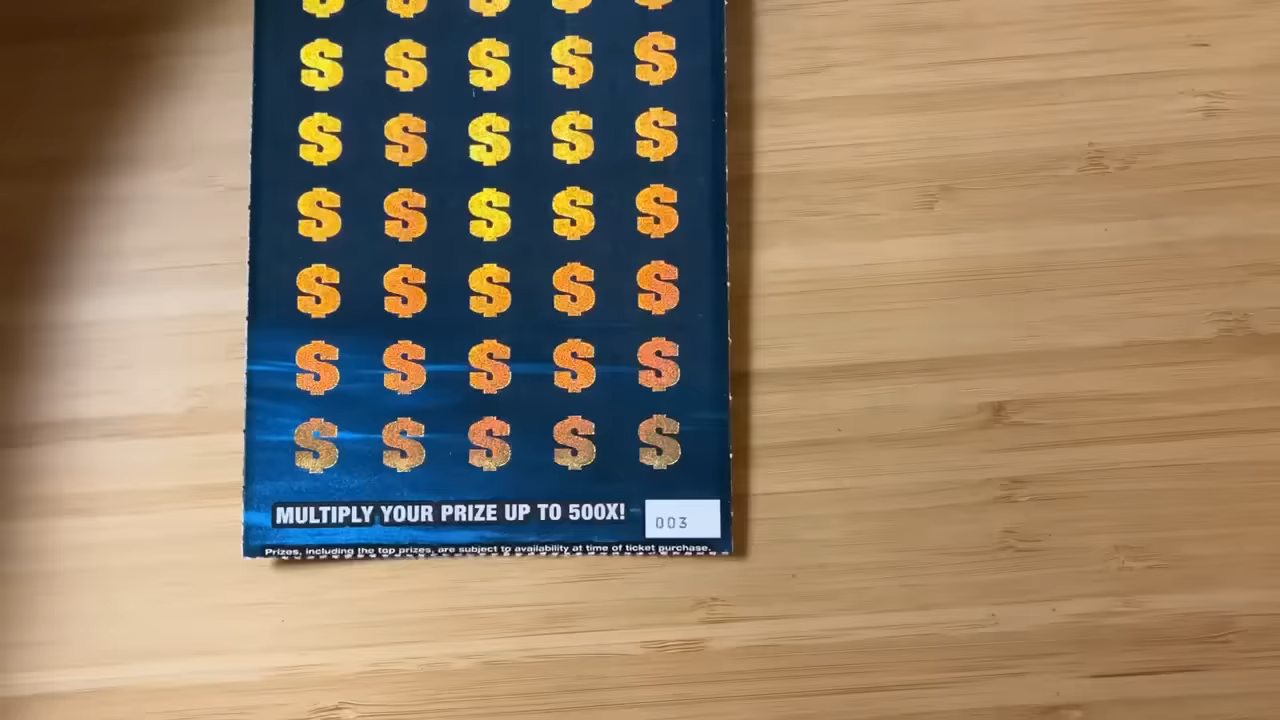 $ $ $ $ $
$ $ $ $ $
$ $ $ $ $
$ $ $ $ $
$ $ $ $ $
$ $ $ $ $
$ $ $ $ $
MULTIPLY YOUR PRIZE UP TO 500X!
003
Prizes, including the top prizes, are subject to availability at time of ticket purchase.